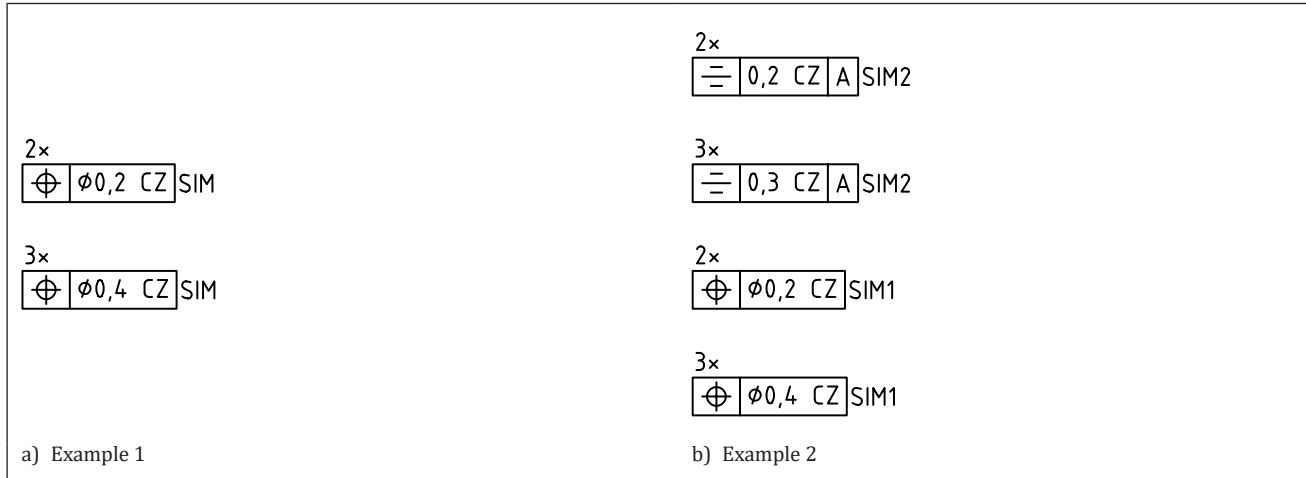 2×
⌖ ⌀0,2 CZ SIM
3×
⌖ ⌀0,4 CZ SIM
a) Example 1
2×
⌯ 0,2 CZ A SIM2
3×
⌯ 0,3 CZ A SIM2
2×
⌖ ⌀0,2 CZ SIM1
3×
⌖ ⌀0,4 CZ SIM1
b) Example 2